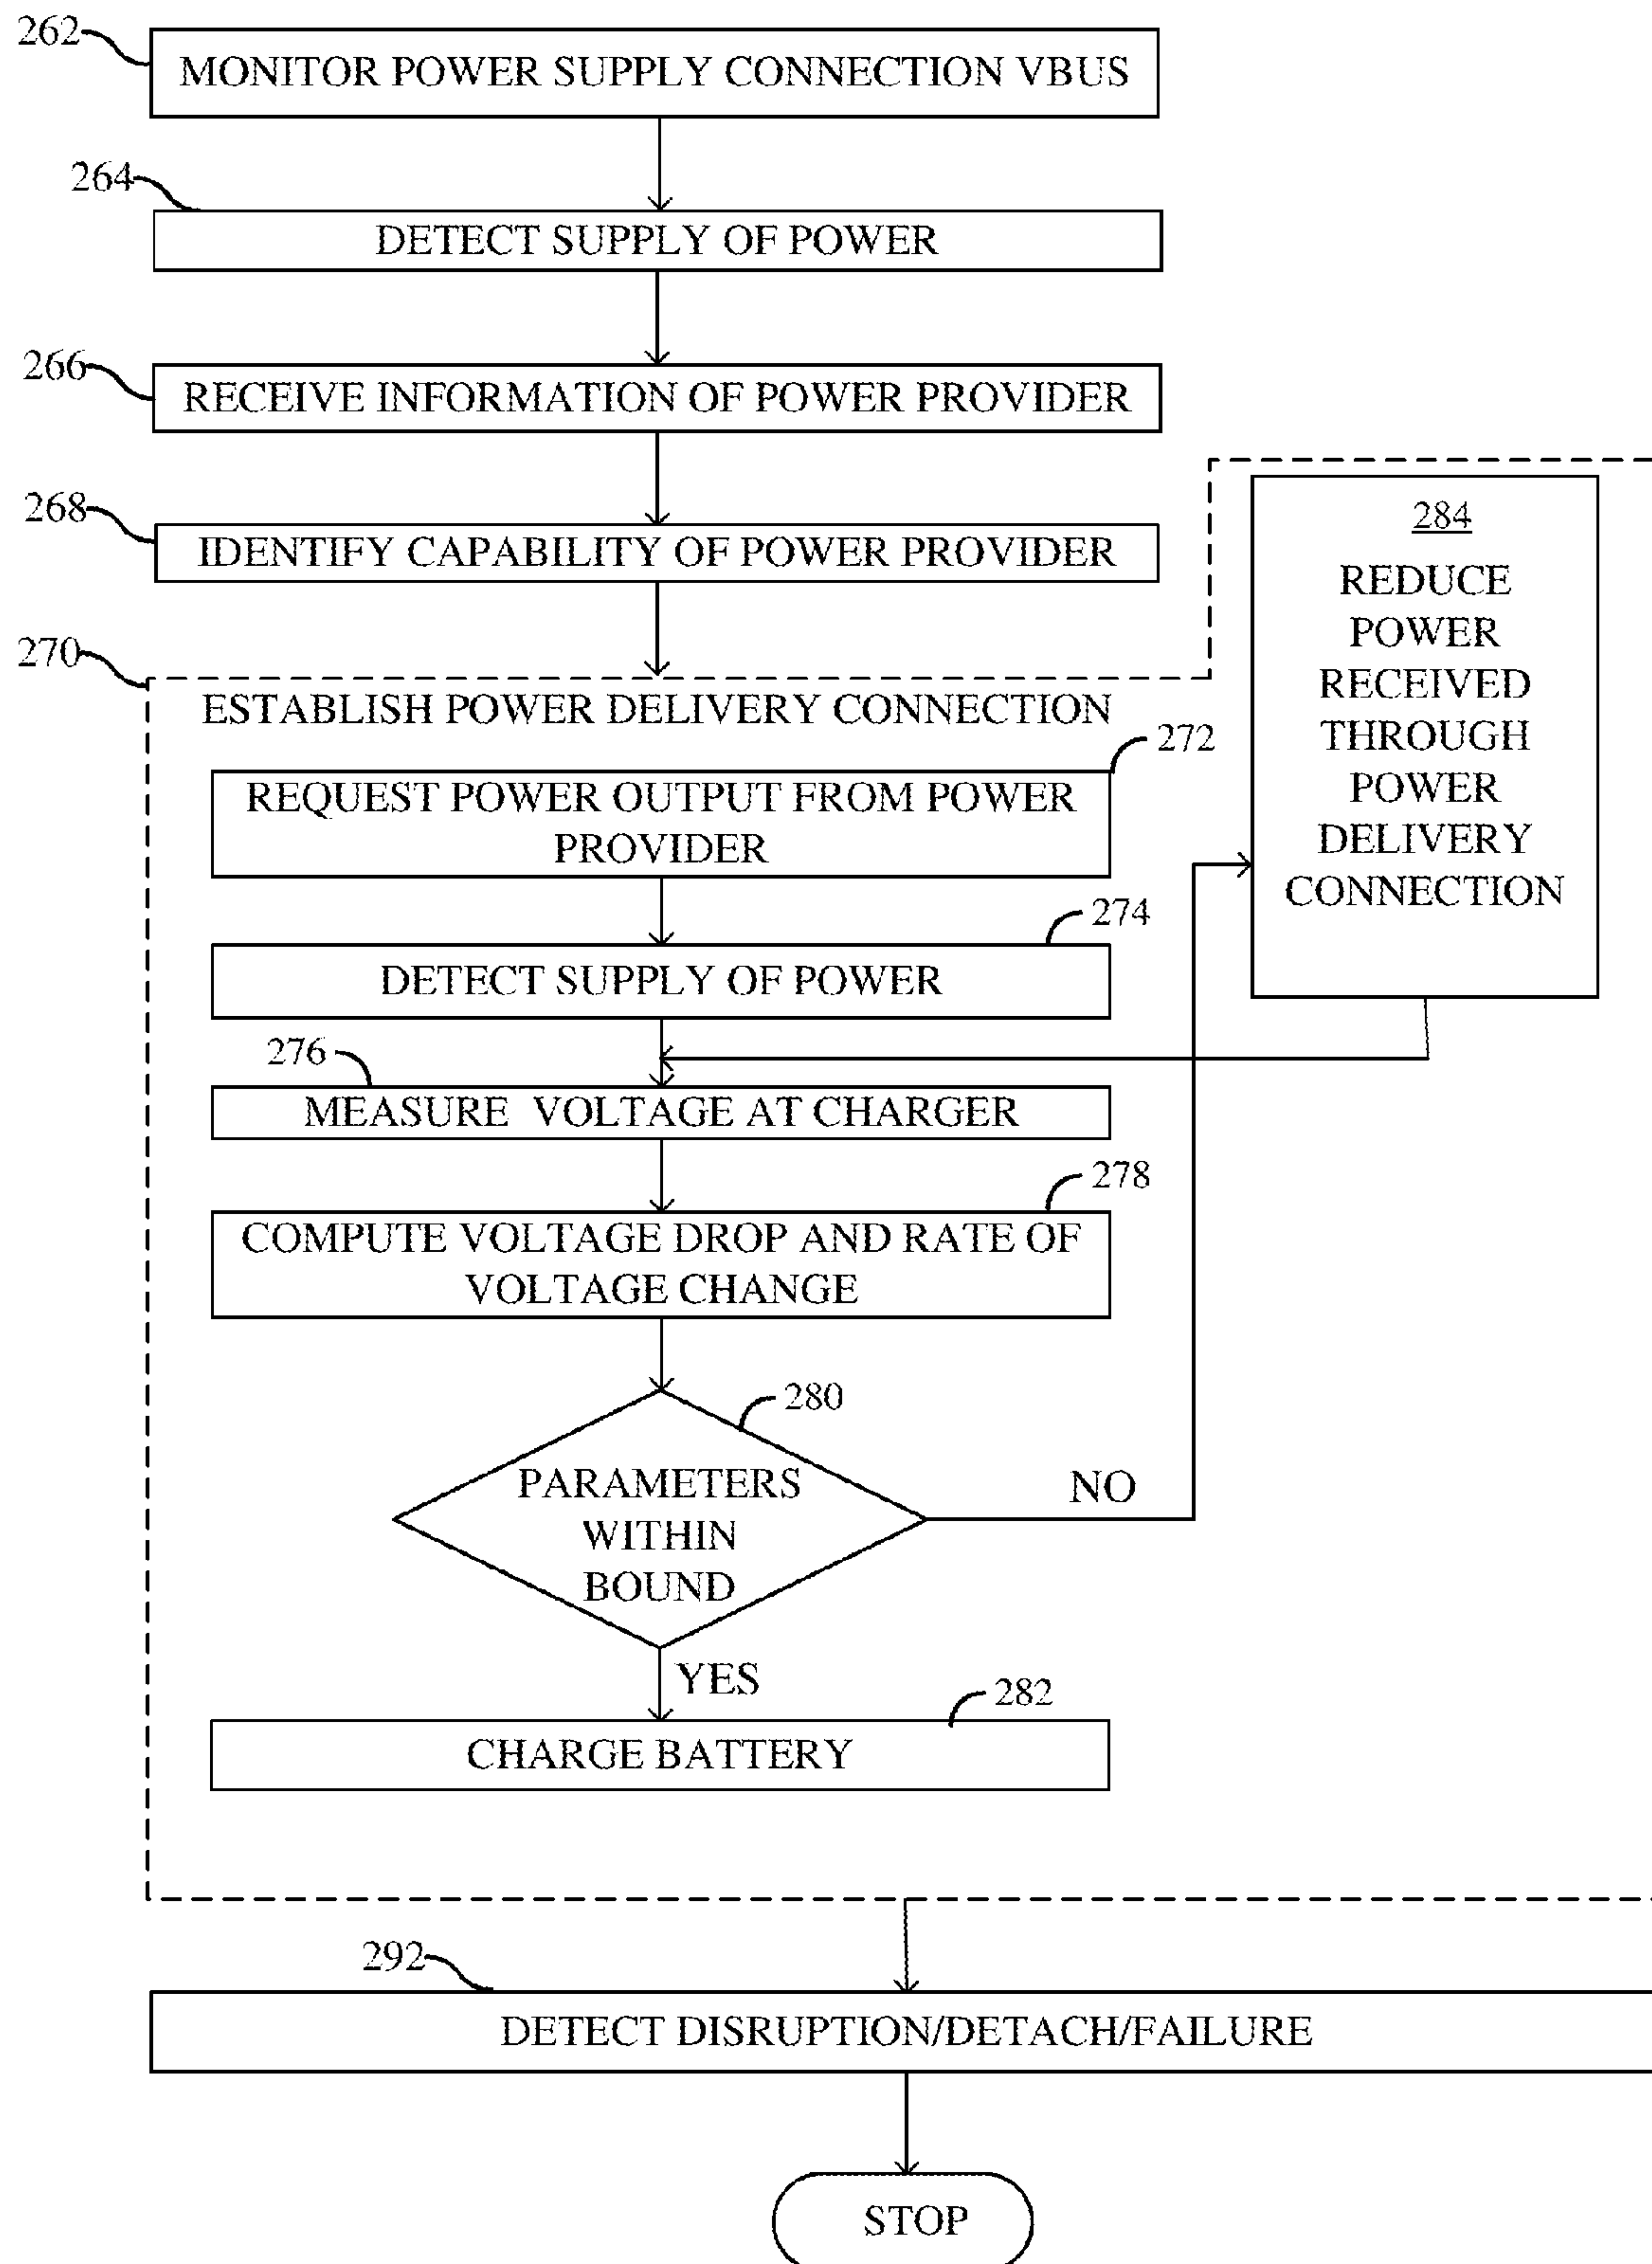 262
MONITOR POWER SUPPLY CONNECTION VBUS
264
DETECT SUPPLY OF POWER
266
RECEIVE INFORMATION OF POWER PROVIDER
268
IDENTIFY CAPABILITY OF POWER PROVIDER
270
ESTABLISH POWER DELIVERY CONNECTION
272
REQUEST POWER OUTPUT FROM POWER
PROVIDER
274
DETECT SUPPLY OF POWER
276
MEASURE VOLTAGE AT CHARGER
278
COMPUTE VOLTAGE DROP AND RATE OF
VOLTAGE CHANGE
280
PARAMETERS
WITHIN
BOUND
NO
YES
282
CHARGE BATTERY
284
REDUCE
POWER
RECEIVED
THROUGH
POWER
DELIVERY
CONNECTION
292
DETECT DISRUPTION/DETACH/FAILURE
STOP